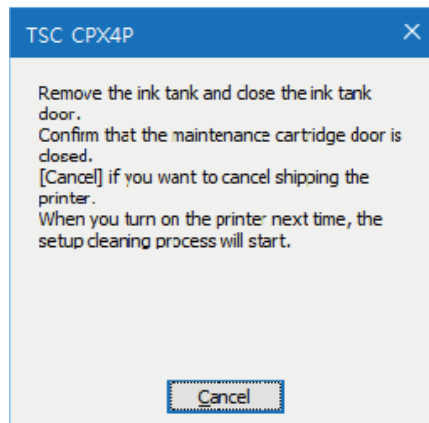 TSC CPX4P
Remove the ink tank and close the ink tank
door.
Confirm that the maintenance cartridge door is
closed.
[Cancel] if you want to cancel shipping the
printer.
When you turn on the printer next time, the
setup cleaning process will start.
Cancel